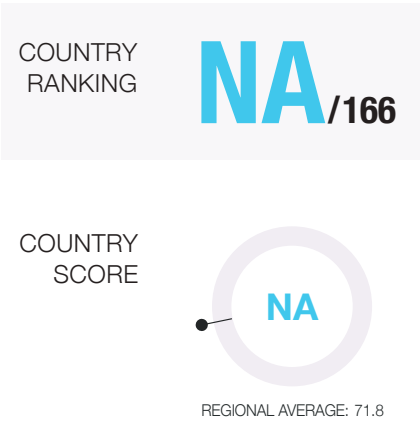 COUNTRY
RANKING
NA/166
COUNTRY
SCORE
NA
REGIONAL AVERAGE: 71.8